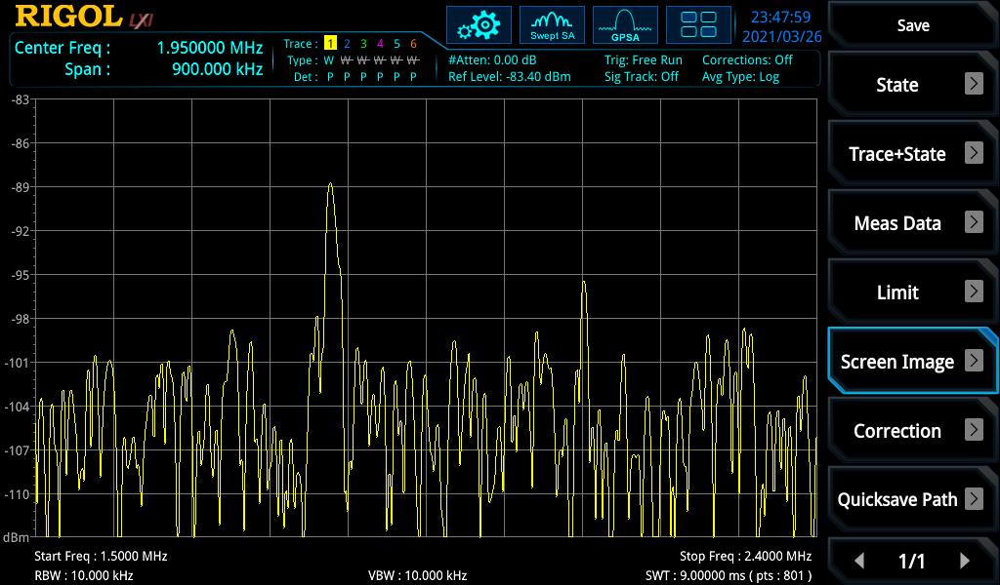 RIGOL LXI
Swept SA
GPSA
23:47:59
2021/03/26
Center Freq : 1.950000 MHz
Span : 900.000 kHz
Trace : 1 2 3 4 5 6
Type : W W W W W W
Det : P P P P P P
#Atten: 0.00 dB
Ref Level: -83.40 dBm
Trig: Free Run
Sig Track: Off
Corrections: Off
Avg Type: Log
-83
-86
-89
-92
-95
-98
-101
-104
-107
-110
dBm
Start Freq : 1.5000 MHz
Stop Freq : 2.4000 MHz
RBW : 10.000 kHz
VBW : 10.000 kHz
SWT : 9.00000 ms ( pts : 801 )
Save
State
Trace+State
Meas Data
Limit
Screen Image
Correction
Quicksave Path
1/1